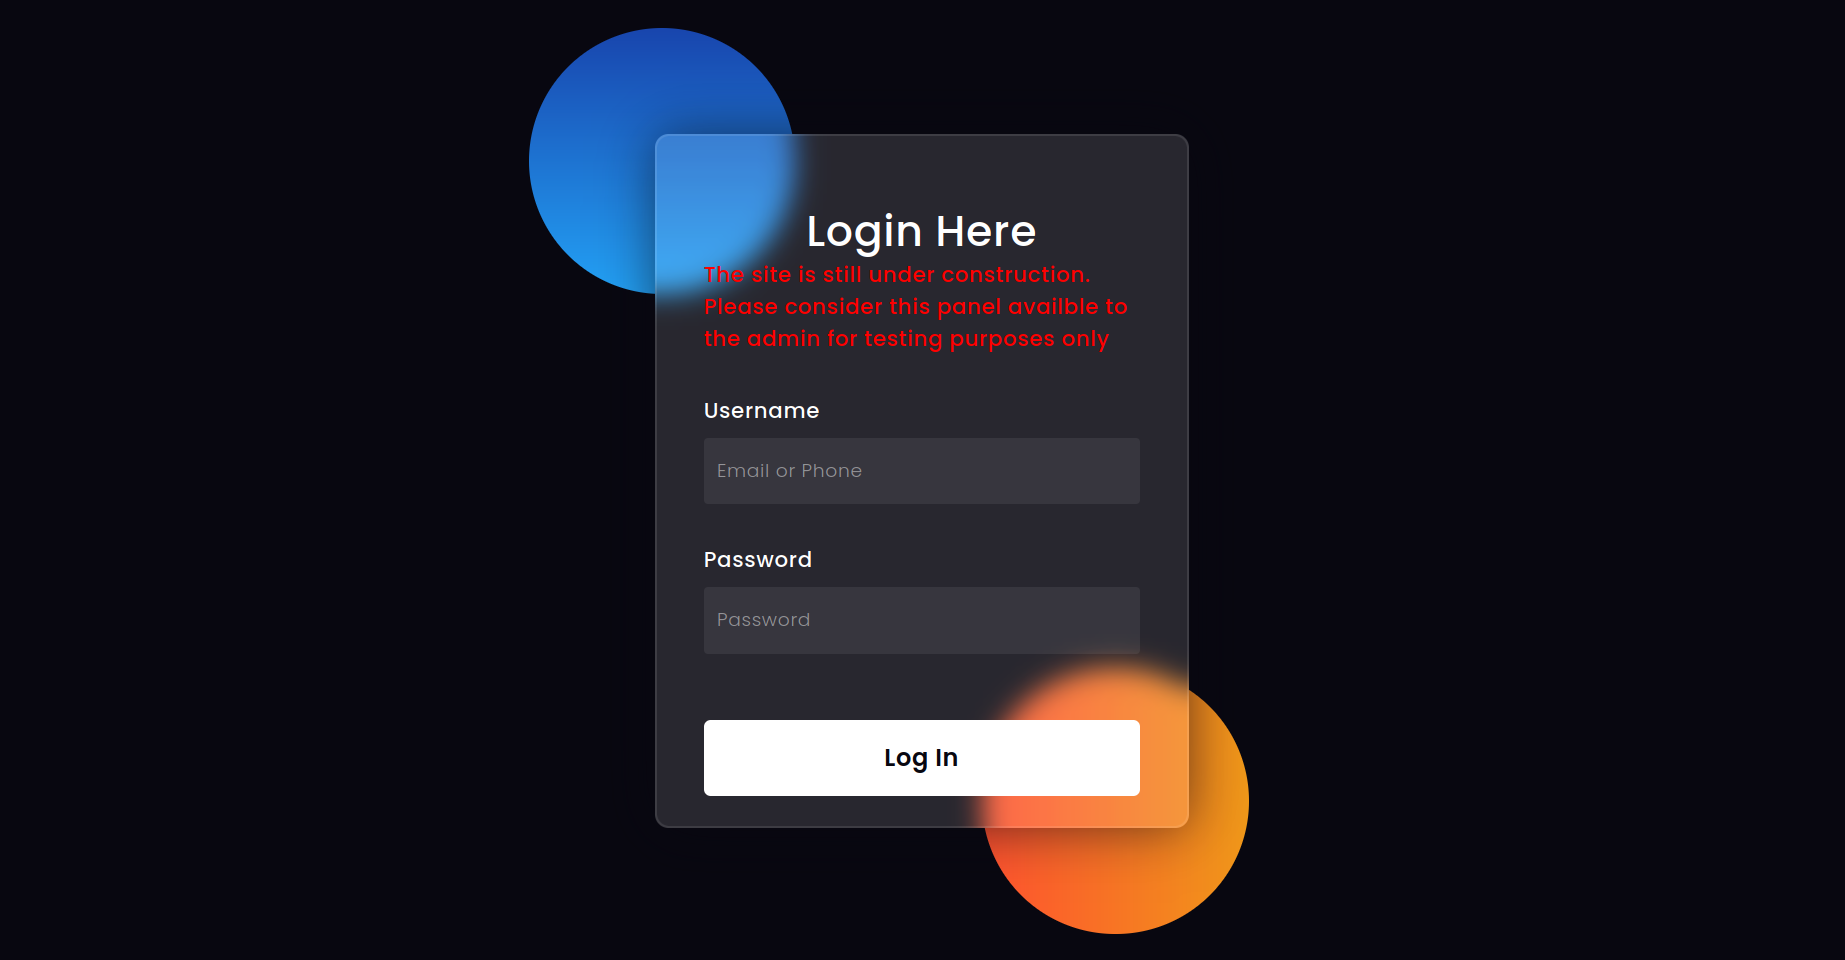 Login Here
The site is still under construction.
Please consider this panel availble to
the admin for testing purposes only
Username
Email or Phone
Password
Password
Log In